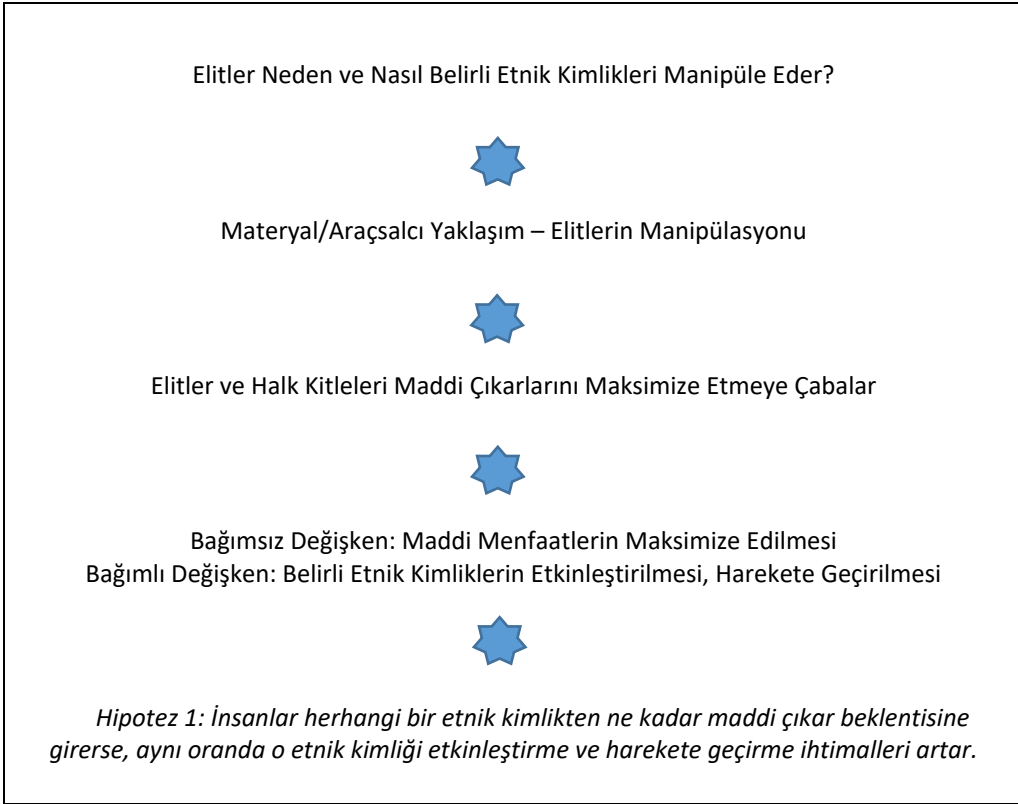 Elitler Neden ve Nasıl Belirli Etnik Kimlikleri Manipüle Eder?
Materyal/Araçsalcı Yaklaşım – Elitlerin Manipülasyonu
Elitler ve Halk Kitleleri Maddi Çıkarlarını Maksimize Etmeye Çabalar
Bağımsız Değişken: Maddi Menfaatlerin Maksimize Edilmesi
Bağımlı Değişken: Belirli Etnik Kimliklerin Etkinleştirilmesi, Harekete Geçirilmesi
Hipotez 1: İnsanlar herhangi bir etnik kimlikten ne kadar maddi çıkar beklentisine
girerse, aynı oranda o etnik kimliği etkinleştirme ve harekete geçirme ihtimalleri artar.